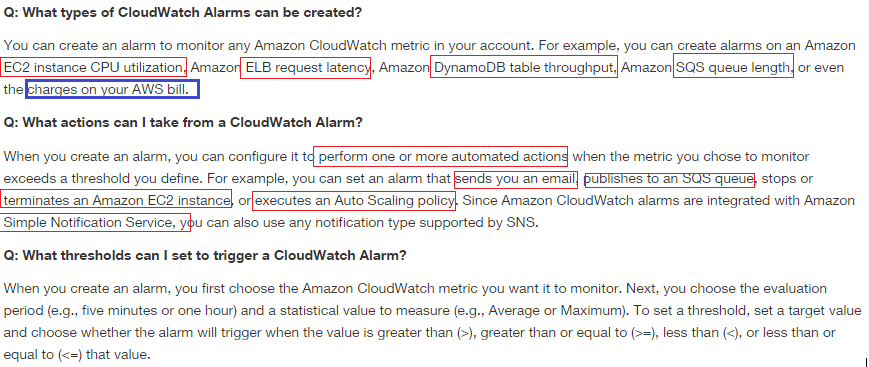 Q: What types of CloudWatch Alarms can be created?
You can create an alarm to monitor any Amazon CloudWatch metric in your account. For example, you can create alarms on an Amazon
EC2 instance CPU utilization, Amazon ELB request latency, Amazon DynamoDB table throughput, Amazon SQS queue length, or even
the charges on your AWS bill.
Q: What actions can I take from a CloudWatch Alarm?
When you create an alarm, you can configure it to perform one or more automated actions when the metric you chose to monitor
exceeds a threshold you define. For example, you can set an alarm that sends you an email, publishes to an SQS queue, stops or
terminates an Amazon EC2 instance, or executes an Auto Scaling policy. Since Amazon CloudWatch alarms are integrated with Amazon
Simple Notification Service, you can also use any notification type supported by SNS.
Q: What thresholds can I set to trigger a CloudWatch Alarm?
When you create an alarm, you first choose the Amazon CloudWatch metric you want it to monitor. Next, you choose the evaluation
period (e.g., five minutes or one hour) and a statistical value to measure (e.g., Average or Maximum). To set a threshold, set a target value
and choose whether the alarm will trigger when the value is greater than (>), greater than or equal to (>=), less than (<), or less than or
equal to (<=) that value.